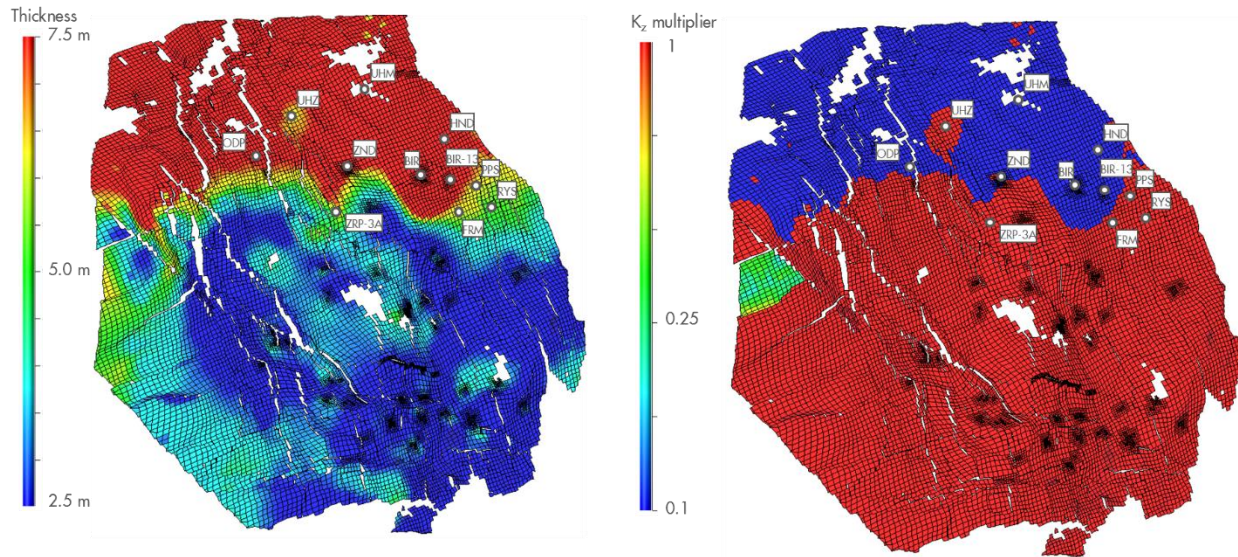 Thickness
7.5 m
5.0 m
2.5 m
UHM
UHZ
HND
ODP
ZND
BIR
BIR-13
PPS
RYS
ZRP-3A
FRM
Kz multiplier
1
0.25
0.1
UHM
UHZ
HND
ODP
ZND
BIR
BIR-13
PPS
RYS
ZRP-3A
FRM